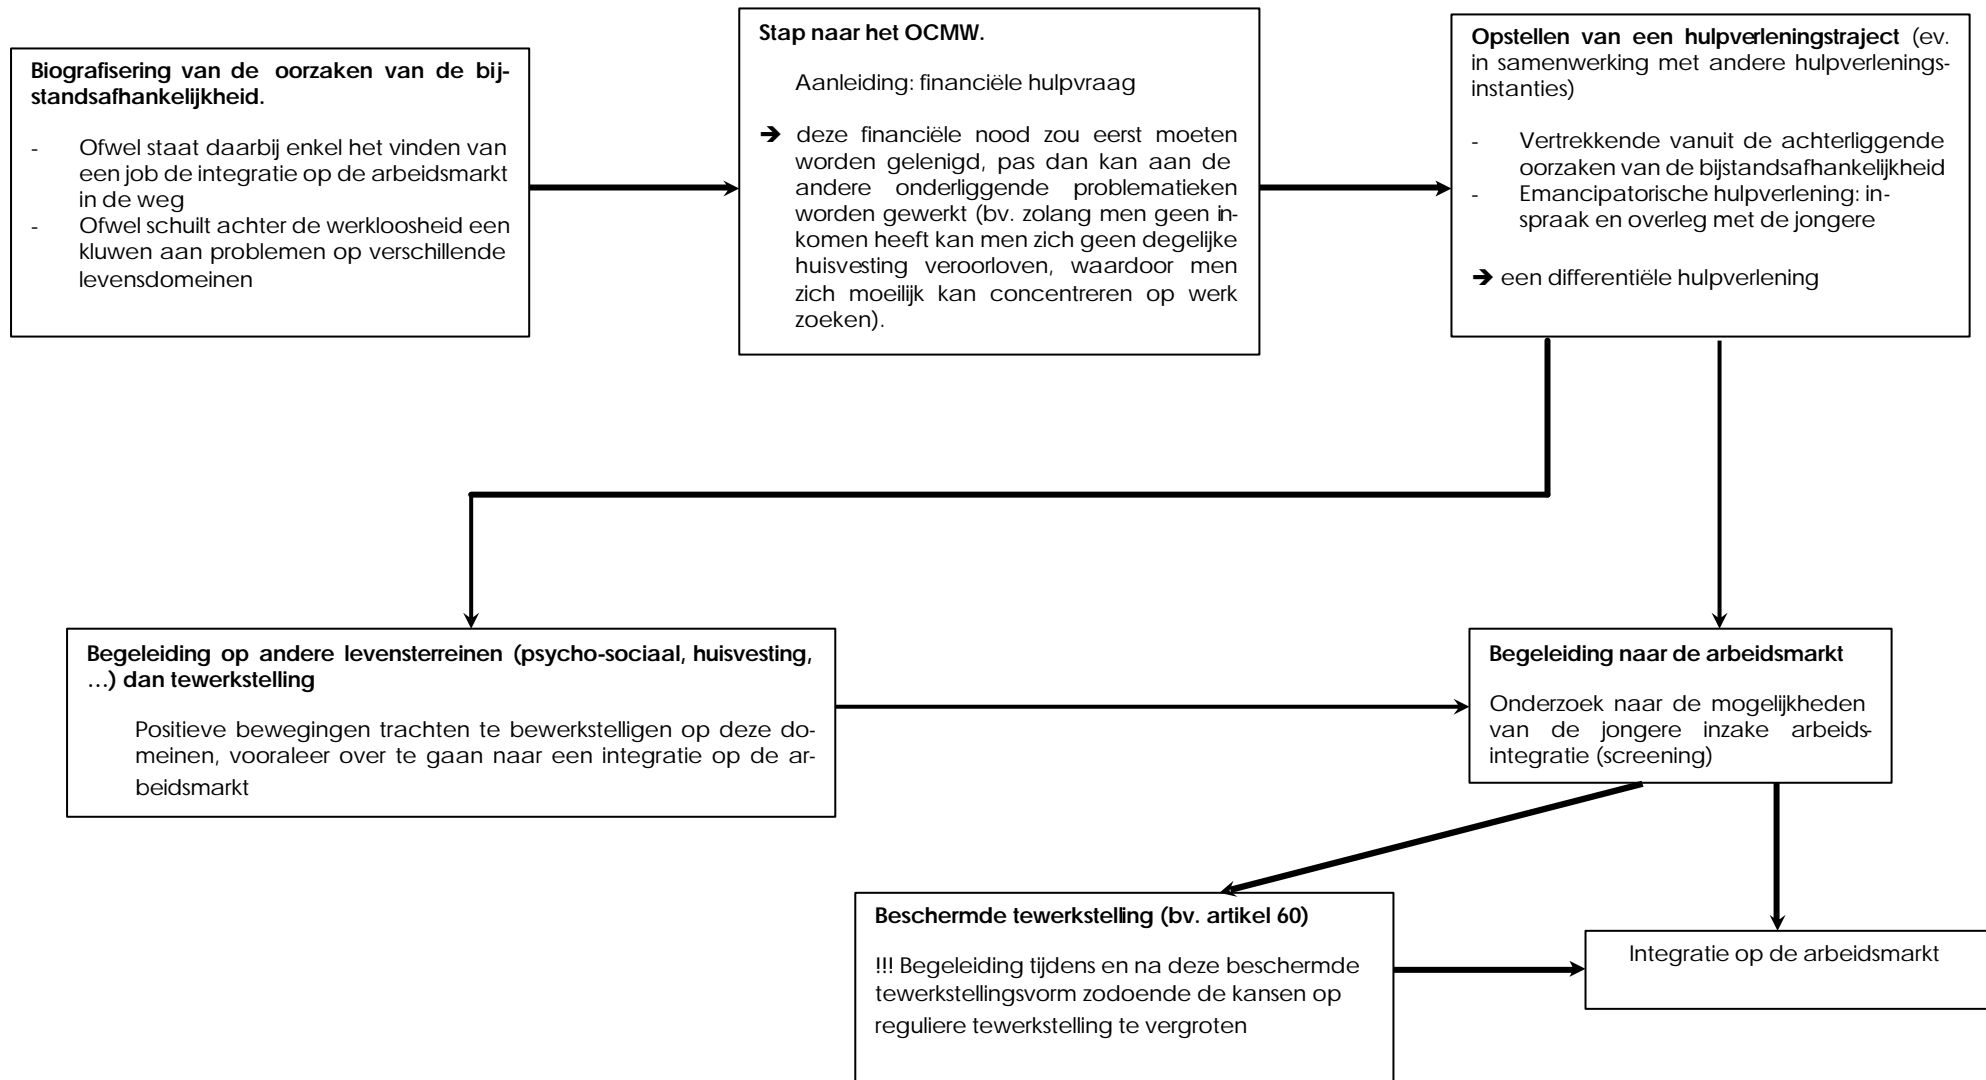 Biografisering van de oorzaken van de bij-
standsafhankelijkheid.
- Ofwel staat daarbij enkel het vinden van
een job de integratie op de arbeidsmarkt
in de weg
- Ofwel schuilt achter de werkloosheid een
kluwen aan problemen op verschillende
levensdomeinen
Stap naar het OCMW.
Aanleiding: financiële hulpvraag
➔ deze financiële nood zou eerst moeten
worden gelenigd, pas dan kan aan de
andere onderliggende problematieken
worden gewerkt (bv. zolang men geen in-
komen heeft kan men zich geen degelijke
huisvesting veroorloven, waardoor men
zich moeilijk kan concentreren op werk
zoeken).
Opstellen van een hulpverleningstraject (ev.
in samenwerking met andere hulpverlenings-
instanties)
- Vertrekkende vanuit de achterliggende
oorzaken van de bijstandsafhankelijkheid
- Emancipatorische hulpverlening: in-
spraak en overleg met de jongere
➔ een differentiële hulpverlening
Begeleiding op andere levensterreinen (psycho-sociaal, huisvesting,
…) dan tewerkstelling
Positieve bewegingen trachten te bewerkstelligen op deze do-
meinen, vooraleer over te gaan naar een integratie op de ar-
beidsmarkt
Begeleiding naar de arbeidsmarkt
Onderzoek naar de mogelijkheden
van de jongere inzake arbeids-
integratie (screening)
Beschermde tewerkstelling (bv. artikel 60)
!!! Begeleiding tijdens en na deze beschermde
tewerkstellingsvorm zodoende de kansen op
reguliere tewerkstelling te vergroten
Integratie op de arbeidsmarkt